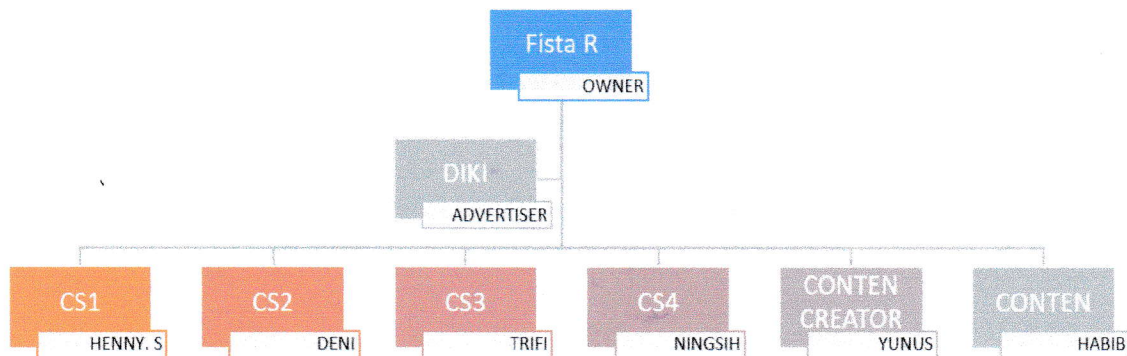 Fista R
OWNER
DIKI
ADVERTISER
CS1
HENNY. S
CS2
DENI
CS3
TRIFI
CS4
NINGSIH
CONTEN
CREATOR
YUNUS
CONTEN
HABIB